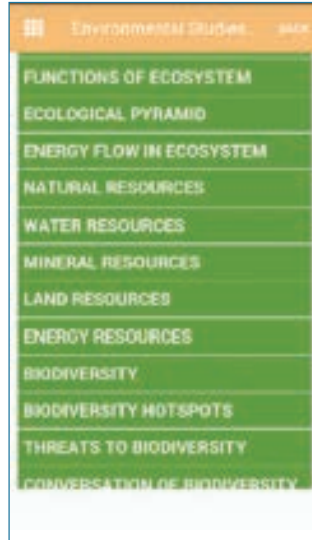 Environmental Studies.. BACK
FUNCTIONS OF ECOSYSTEM
ECOLOGICAL PYRAMID
ENERGY FLOW IN ECOSYSTEM
NATURAL RESOURCES
WATER RESOURCES
MINERAL RESOURCES
LAND RESOURCES
ENERGY RESOURCES
BIODIVERSITY
BIODIVERSITY HOTSPOTS
THREATS TO BIODIVERSITY
CONVERSATION OF BIODIVERSITY